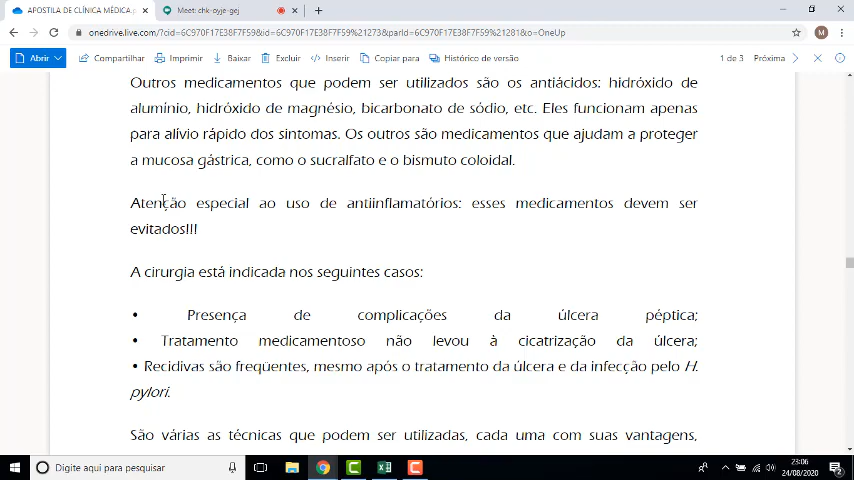 APOSTILA DE CLÍNICA MÉDICA
Meet: chk-oyje-gej
onedrive.live.com/?cid=6C970F17E38F7F59&id=6C970F17E38F7F59%21273&parId=6C970F17E38F7F59%21281&o=OneUp
M
Abrir Compartilhar Imprimir Baixar Excluir Inserir Copiar para Histórico de versão 1 de 3 Próxima
Outros medicamentos que podem ser utilizados são os antiácidos: hidróxido de
alumínio, hidróxido de magnésio, bicarbonato de sódio, etc. Eles funcionam apenas
para alívio rápido dos sintomas. Os outros são medicamentos que ajudam a proteger
a mucosa gástrica, como o sucralfato e o bismuto coloidal.
Atenção especial ao uso de antiinflamatórios: esses medicamentos devem ser
evitados!!!
A cirurgia está indicada nos seguintes casos:
• Presença de complicações da úlcera péptica;
• Tratamento medicamentoso não levou à cicatrização da úlcera;
• Recidivas são freqüentes, mesmo após o tratamento da úlcera e da infecção pelo H.
pylori.
São várias as técnicas que podem ser utilizadas, cada uma com suas vantagens,
Digite aqui para pesquisar
23:06
24/08/2020
2